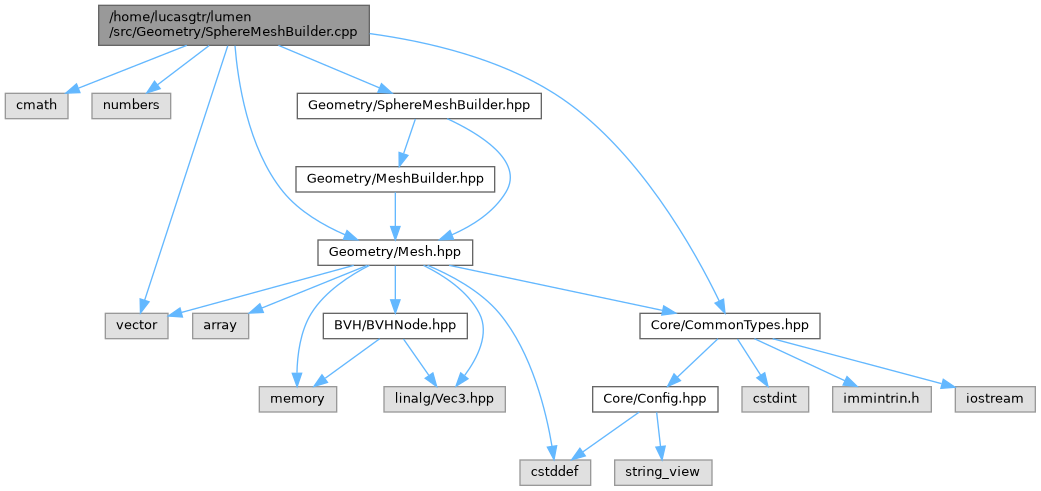 /home/lucasgtr/lumen
/src/Geometry/SphereMeshBuilder.cpp
cmath
numbers
Geometry/SphereMeshBuilder.hpp
Geometry/MeshBuilder.hpp
Geometry/Mesh.hpp
vector
array
BVH/BVHNode.hpp
Core/CommonTypes.hpp
memory
linalg/Vec3.hpp
Core/Config.hpp
cstdint
immintrin.h
iostream
cstddef
string_view